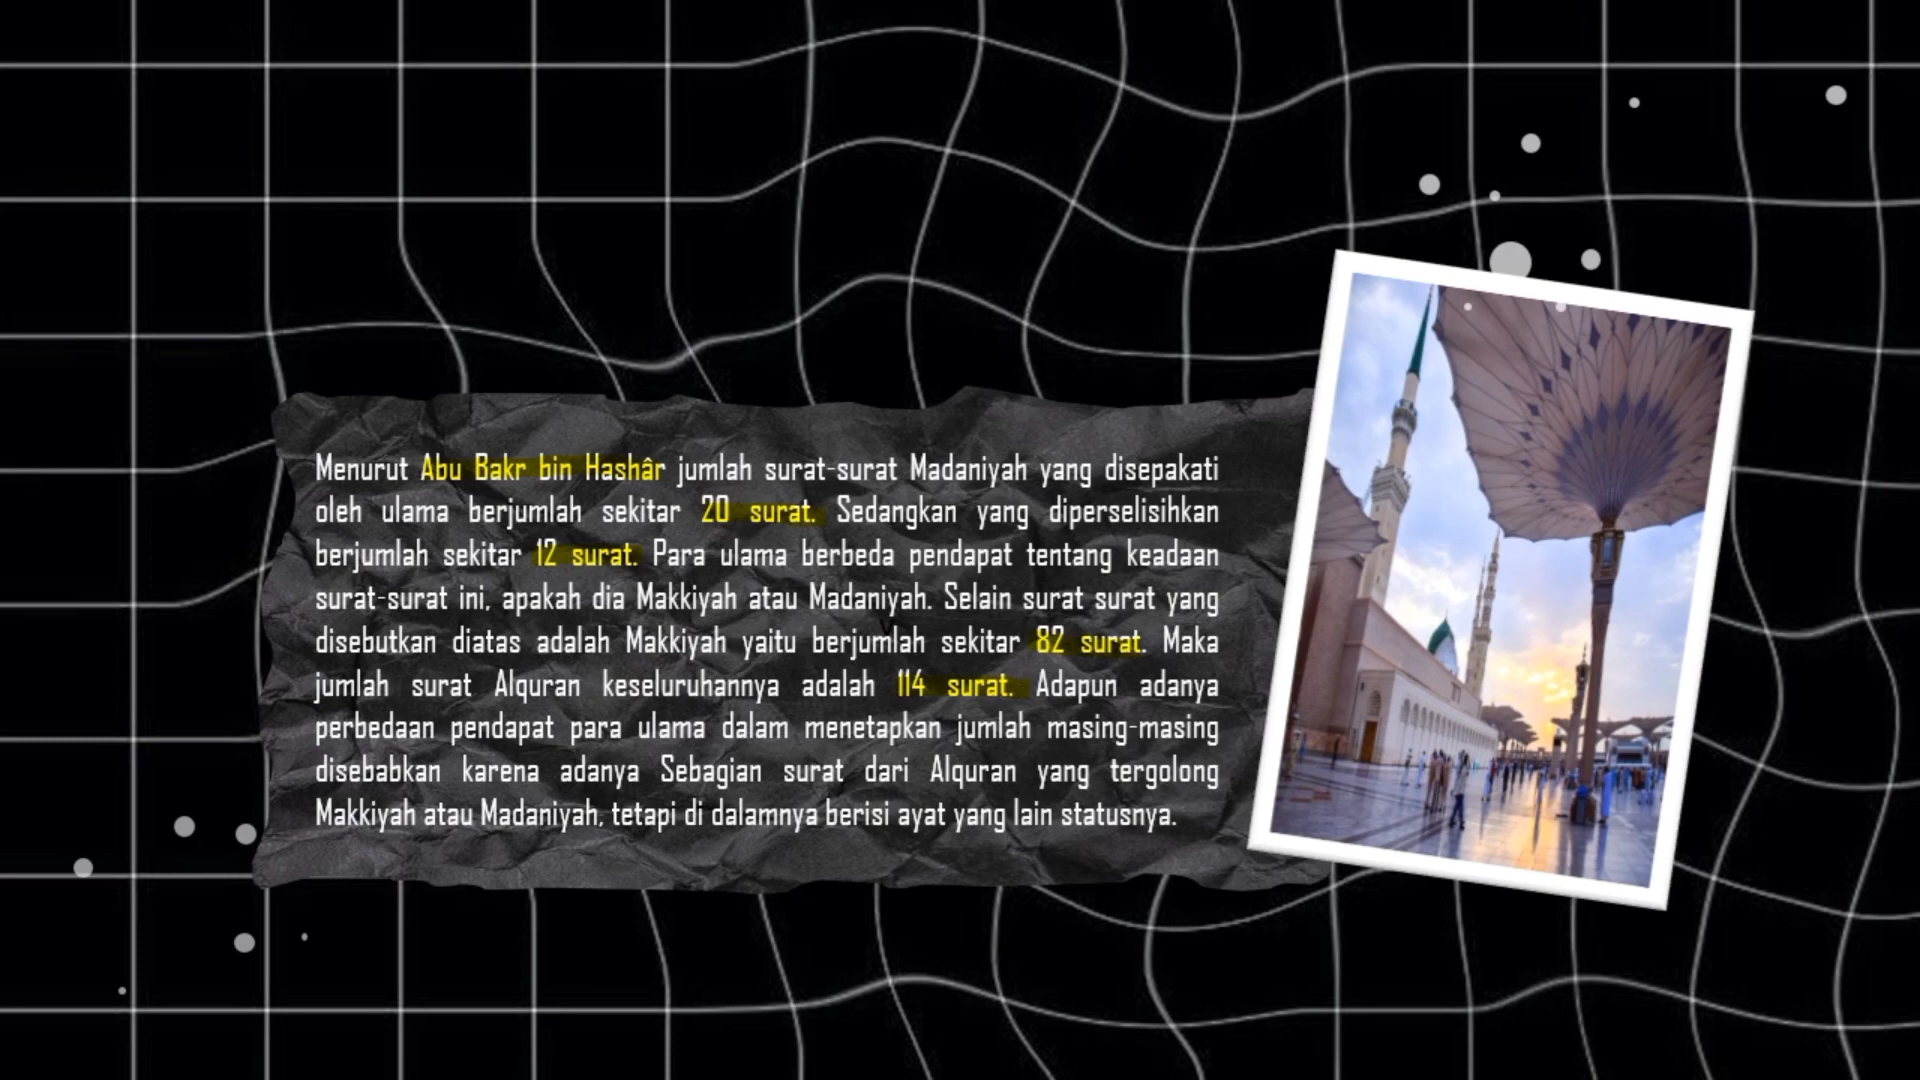 Menurut Abu Bakr bin Hashâr jumlah surat-surat Madaniyah yang disepakati
oleh ulama berjumlah sekitar 20 surat. Sedangkan yang diperselisihkan
berjumlah sekitar 12 surat. Para ulama berbeda pendapat tentang keadaan
surat-surat ini, apakah dia Makkiyah atau Madaniyah. Selain surat surat yang
disebutkan diatas adalah Makkiyah yaitu berjumlah sekitar 82 surat. Maka
jumlah surat Alquran keseluruhannya adalah 114 surat. Adapun adanya
perbedaan pendapat para ulama dalam menetapkan jumlah masing-masing
disebabkan karena adanya Sebagian surat dari Alquran yang tergolong
Makkiyah atau Madaniyah, tetapi di dalamnya berisi ayat yang lain statusnya.